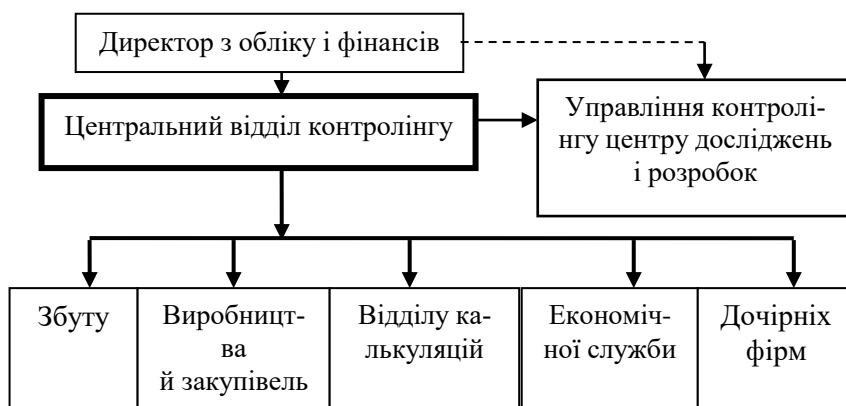 Директор з обліку і фінансів
Центральний відділ контролінгу
Управління контролі-
нгу центру досліджень
і розробок
Збуту
Виробницт-
ва
й закупівель
Відділу ка-
лькуляцій
Економіч-
ної служби
Дочірніх
фірм